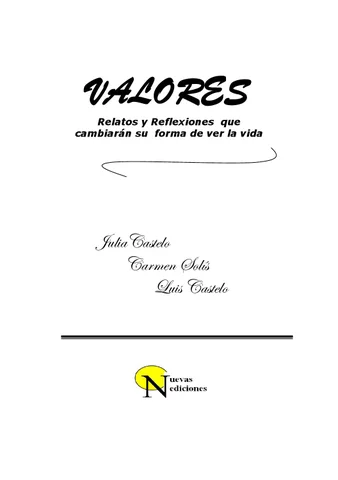 VALORES
Relatos y Reflexiones que
cambiarán su forma de ver la vida
Julia Castelo
Carmen Solís
Luis Castelo
Nuevas
ediciones